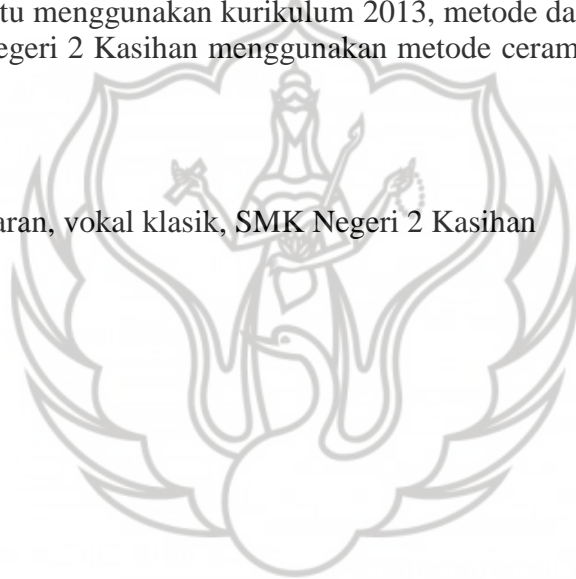 tu menggunakan kurikulum 2013, metode da
egeri 2 Kasihan menggunakan metode ceram
aran, vokal klasik, SMK Negeri 2 Kasihan